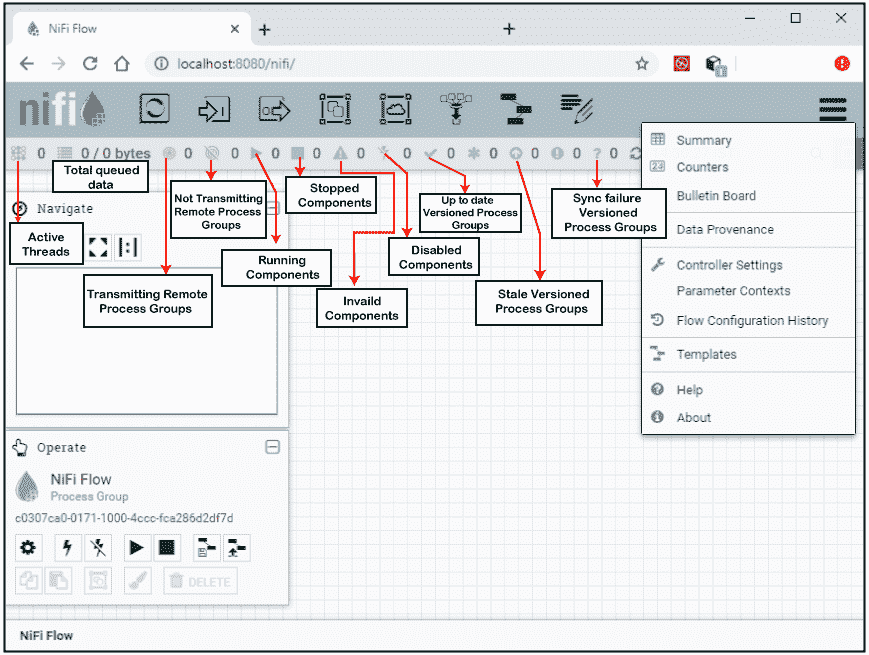 NiFi Flow
localhost:8080/nifi/
nifi
0 0 / 0 bytes 0 0 0 0 0 0 0 0 0 0 0
Total queued
data
Not Transmitting
Remote Process
Groups
Stopped
Components
Up to date
Versioned Process
Groups
Sync failure
Versioned
Process Groups
Navigate
Active
Threads
Running
Components
Disabled
Components
Transmitting Remote
Process Groups
Invaild
Components
Stale Versioned
Process Groups
Summary
Counters
Bulletin Board
Data Provenance
Controller Settings
Parameter Contexts
Flow Configuration History
Templates
Help
About
Operate
NiFi Flow
Process Group
c0307ca0-0171-1000-4ccc-fca286d2df7d
DELETE
NiFi Flow